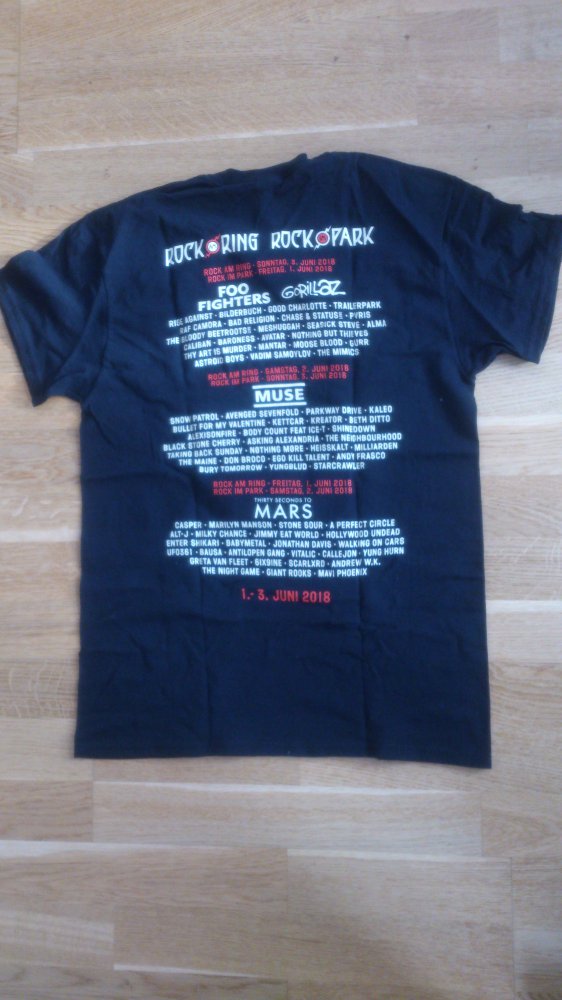 ROCK AM RING ROCK IM PARK
ROCK AM RING · SONNTAG, 3. JUNI 2018
ROCK IM PARK · FREITAG, 1. JUNI 2018
FOO FIGHTERS GORILLAZ
RISE AGAINST · BILDERBUCH · GOOD CHARLOTTE · TRAILERPARK
RAF CAMORA · BAD RELIGION · CHASE & STATUS · PVRIS
THE BLOODY BEETROOTS · MESHUGGAH · SEASICK STEVE · ALMA
CALIBAN · BARONESS · AVATAR · NOTHING BUT THIEVES
THY ART IS MURDER · MANTAR · MOOSE BLOOD · GURR
ASTROID BOYS · VADIM SAMOYLOV · THE MIMICS
ROCK AM RING · SAMSTAG, 2. JUNI 2018
ROCK IM PARK · SONNTAG, 3. JUNI 2018
MUSE
SNOW PATROL · AVENGED SEVENFOLD · PARKWAY DRIVE · KALEO
BULLET FOR MY VALENTINE · KETTCAR · KREATOR · BETH DITTO
ALEXISONFIRE · BODY COUNT FEAT ICE-T · SHINEDOWN
BLACK STONE CHERRY · ASKING ALEXANDRIA · THE NEIGHBOURHOOD
TAKING BACK SUNDAY · NOTHING MORE · HEISSKALT · MILLIARDEN
THE MAINE · DON BROCO · EGO KILL TALENT · ANDY FRASCO
BURY TOMORROW · YUNGBLUD · STARCRAWLER
ROCK AM RING · FREITAG, 1. JUNI 2018
ROCK IM PARK · SAMSTAG, 2. JUNI 2018
THIRTY SECONDS TO
MARS
CASPER · MARILYN MANSON · STONE SOUR · A PERFECT CIRCLE
ALT-J · MILKY CHANCE · JIMMY EAT WORLD · HOLLYWOOD UNDEAD
ENTER SHIKARI · BABYMETAL · JONATHAN DAVIS · WALKING ON CARS
UFO361 · BAUSA · ANTILOPEN GANG · VITALIC · CALLEJON · YUNG HURN
GRETA VAN FLEET · 6IX9INE · SCARLXRD · ANDREW W.K.
THE NIGHT GAME · GIANT ROOKS · MAVI PHOENIX
1.- 3. JUNI 2018